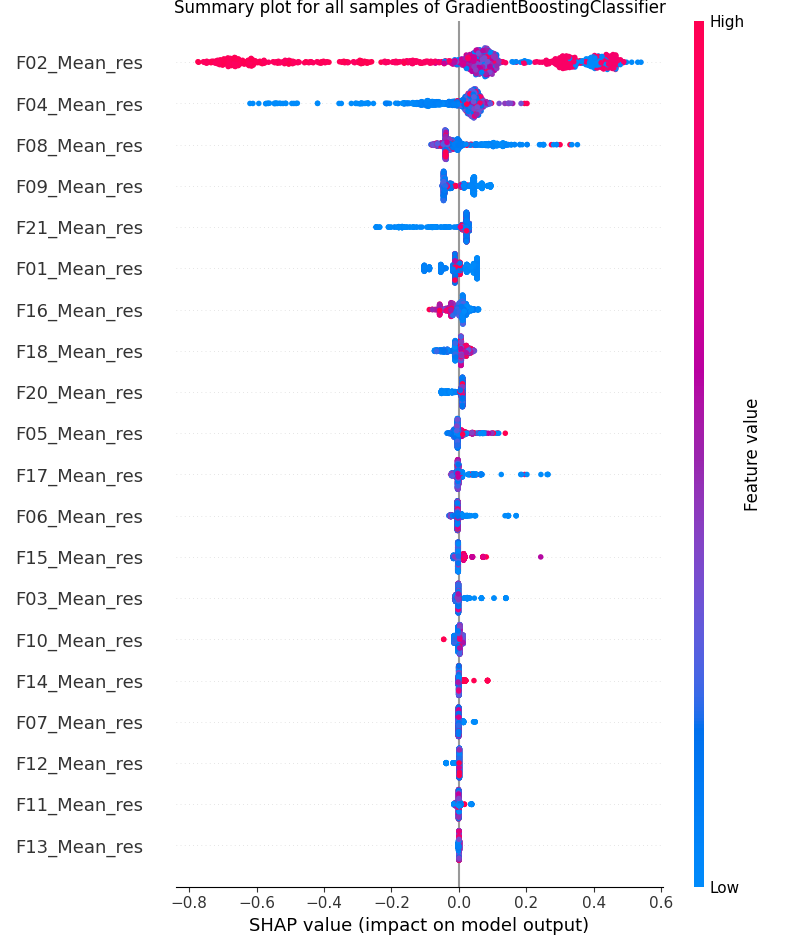 Summary plot for all samples of GradientBoostingClassifier
High
F02_Mean_res
F04_Mean_res
F08_Mean_res
F09_Mean_res
F21_Mean_res
F01_Mean_res
F16_Mean_res
F18_Mean_res
F20_Mean_res
F05_Mean_res
F17_Mean_res
F06_Mean_res
F15_Mean_res
F03_Mean_res
F10_Mean_res
F14_Mean_res
F07_Mean_res
F12_Mean_res
F11_Mean_res
F13_Mean_res
Feature value
Low
−0.8 −0.6 −0.4 −0.2 0.0 0.2 0.4 0.6
SHAP value (impact on model output)